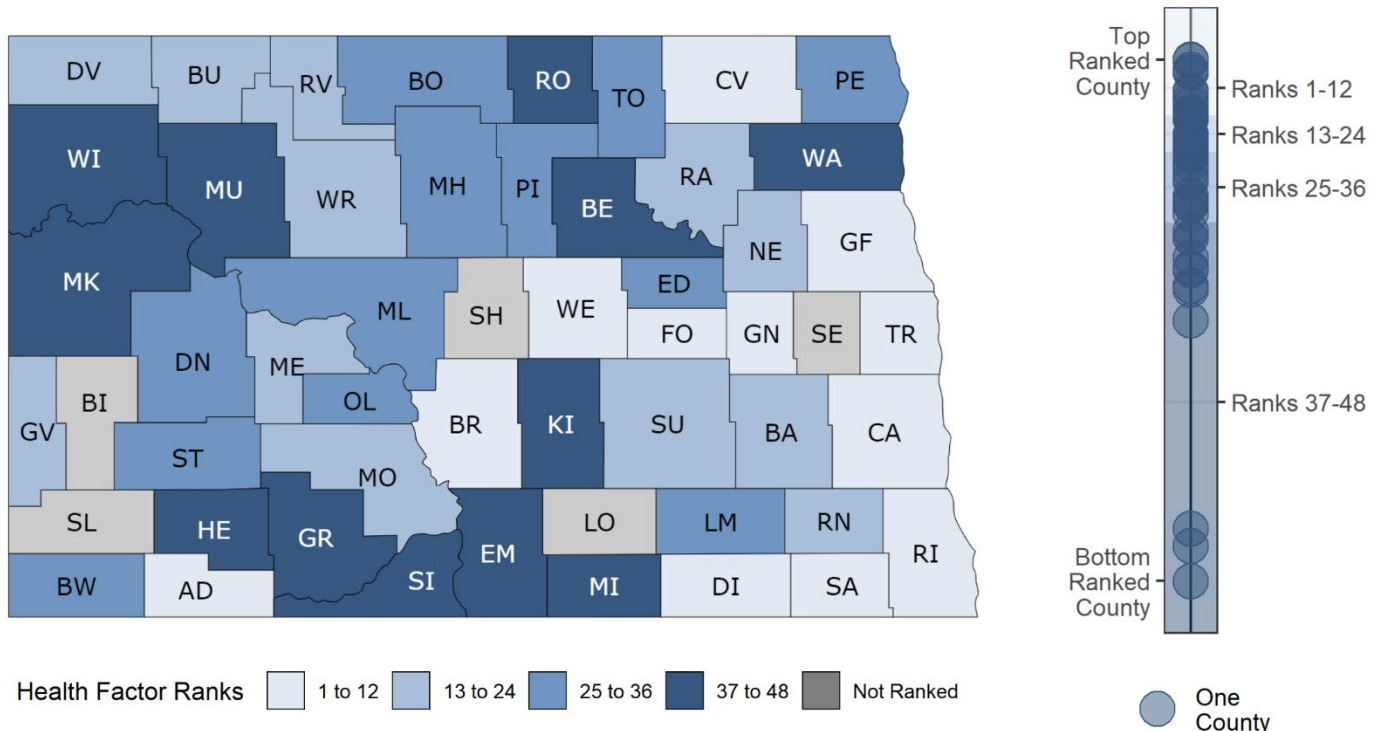 DV
BU
RV
BO
RO
TO
CV
PE
WI
MU
WR
MH
PI
BE
RA
WA
MK
NE
GF
ML
SH
WE
ED
FO
GN
SE
TR
DN
ME
OL
GV
BI
BR
KI
SU
BA
CA
ST
MO
SL
HE
GR
EM
LO
LM
RN
RI
BW
AD
SI
MI
DI
SA
Health Factor Ranks
1 to 12
13 to 24
25 to 36
37 to 48
Not Ranked
Top
Ranked
County
Ranks 1-12
Ranks 13-24
Ranks 25-36
Ranks 37-48
Bottom
Ranked
County
One
County